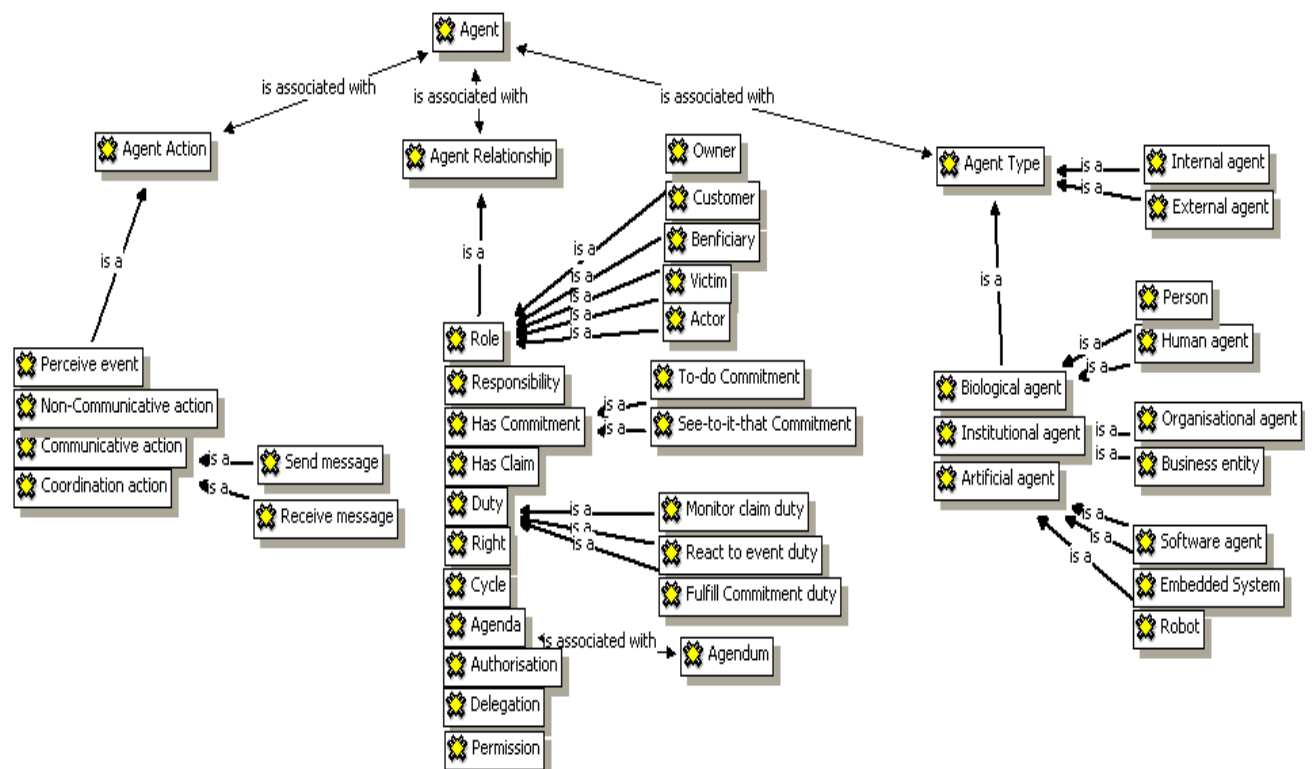 Agent
is associated with
is associated with
is associated with
Agent Action
Agent Relationship
Agent Type
Owner
Customer
Benficiary
Victim
Actor
is a
is a
is a
is a
is a
Internal agent
External agent
is a
is a
is a
is a
is a
Perceive event
Non-Communicative action
Communicative action
Coordination action
is a
is a
Send message
Receive message
Role
Responsibility
Has Commitment
Has Claim
Duty
Right
Cycle
Agenda
Authorisation
Delegation
Permission
is a
is a
To-do Commitment
See-to-it-that Commitment
is a
is a
is a
Monitor claim duty
React to event duty
Fulfill Commitment duty
is associated with
Agendum
Person
Human agent
is a
is a
Biological agent
Institutional agent
Artificial agent
is a
is a
Organisational agent
Business entity
is a
is a
is a
Software agent
Embedded System
Robot